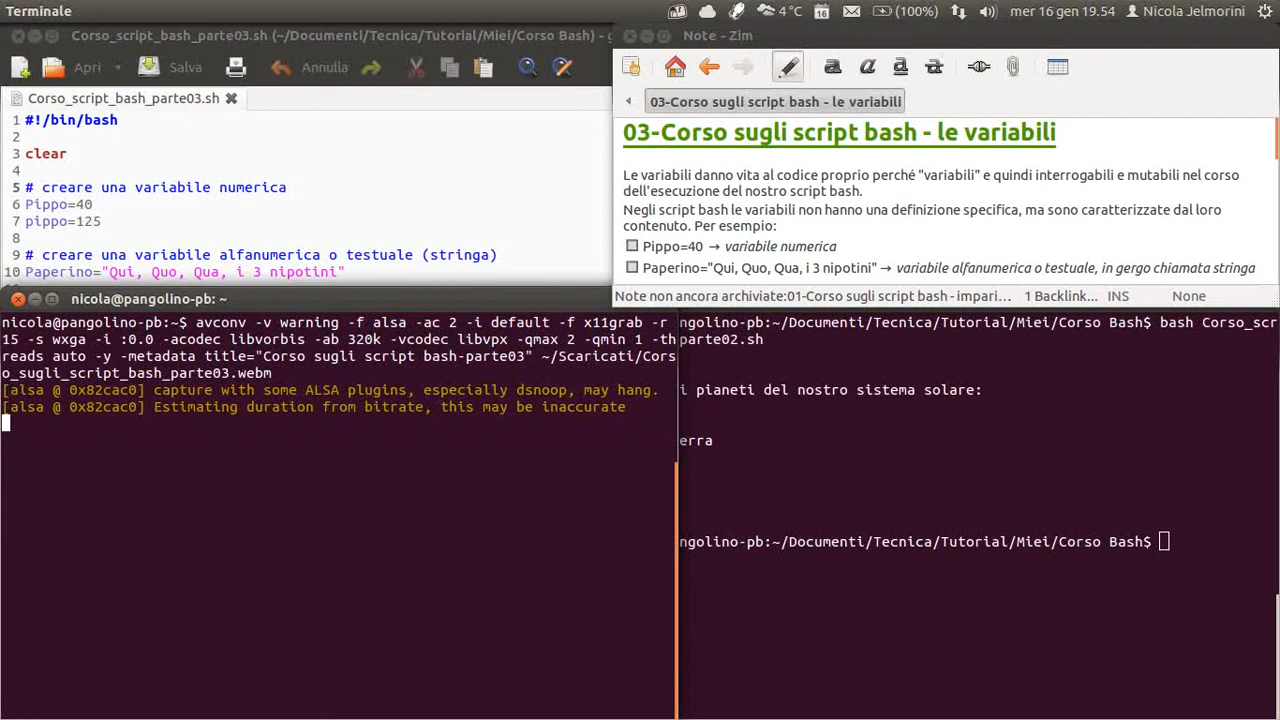 Terminale
4 °C
16
(100%)
mer 16 gen 19.54
Nicola Jelmorini
Corso_script_bash_parte03.sh (~/Documenti/Tecnica/Tutorial/Miei/Corso Bash) - g
Apri
Salva
Annulla
Corso_script_bash_parte03.sh
1 #!/bin/bash
2
3 clear
4
5 # creare una variabile numerica
6 Pippo=40
7 pippo=125
8
9 # creare una variabile alfanumerica o testuale (stringa)
10 Paperino="Qui, Quo, Qua, i 3 nipotini"
Note - Zim
a a a a
03-Corso sugli script bash - le variabili
03-Corso sugli script bash - le variabili
Le variabili danno vita al codice proprio perché "variabili" e quindi interrogabili e mutabili nel corso
dell'esecuzione del nostro script bash.
Negli script bash le variabili non hanno una definizione specifica, ma sono caratterizzate dal loro
contenuto. Per esempio:
Pippo=40 → variabile numerica
Paperino="Qui, Quo, Qua, i 3 nipotini" → variabile alfanumerica o testuale, in gergo chiamata stringa
Note non ancora archiviate:01-Corso sugli script bash - impari...
1 Backlink...
INS
None
nicola@pangolino-pb: ~
nicola@pangolino-pb:~$ avconv -v warning -f alsa -ac 2 -i default -f x11grab -r
15 -s wxga -i :0.0 -acodec libvorbis -ab 320k -vcodec libvpx -qmax 2 -qmin 1 -th
reads auto -y -metadata title="Corso sugli script bash-parte03" ~/Scaricati/Cors
o_sugli_script_bash_parte03.webm
[alsa @ 0x82cac0] capture with some ALSA plugins, especially dsnoop, may hang.
[alsa @ 0x82cac0] Estimating duration from bitrate, this may be inaccurate
ngolino-pb:~/Documenti/Tecnica/Tutorial/Miei/Corso Bash$ bash Corso_scr
parte02.sh
i pianeti del nostro sistema solare:
erra
ngolino-pb:~/Documenti/Tecnica/Tutorial/Miei/Corso Bash$